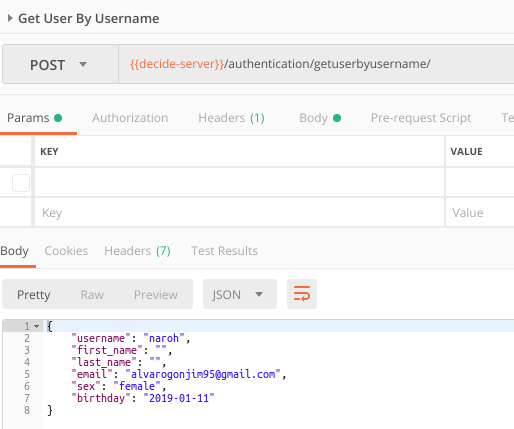 Get User By Username
POST {{decide-server}}/authentication/getuserbyusername/
Params Authorization Headers (1) Body Pre-request Script Te
KEY VALUE
Key Value
Body Cookies Headers (7) Test Results
Pretty Raw Preview JSON
1 {
2 "username": "naroh",
3 "first_name": "",
4 "last_name": "",
5 "email": "alvarogonjim95@gmail.com",
6 "sex": "female",
7 "birthday": "2019-01-11"
8 }